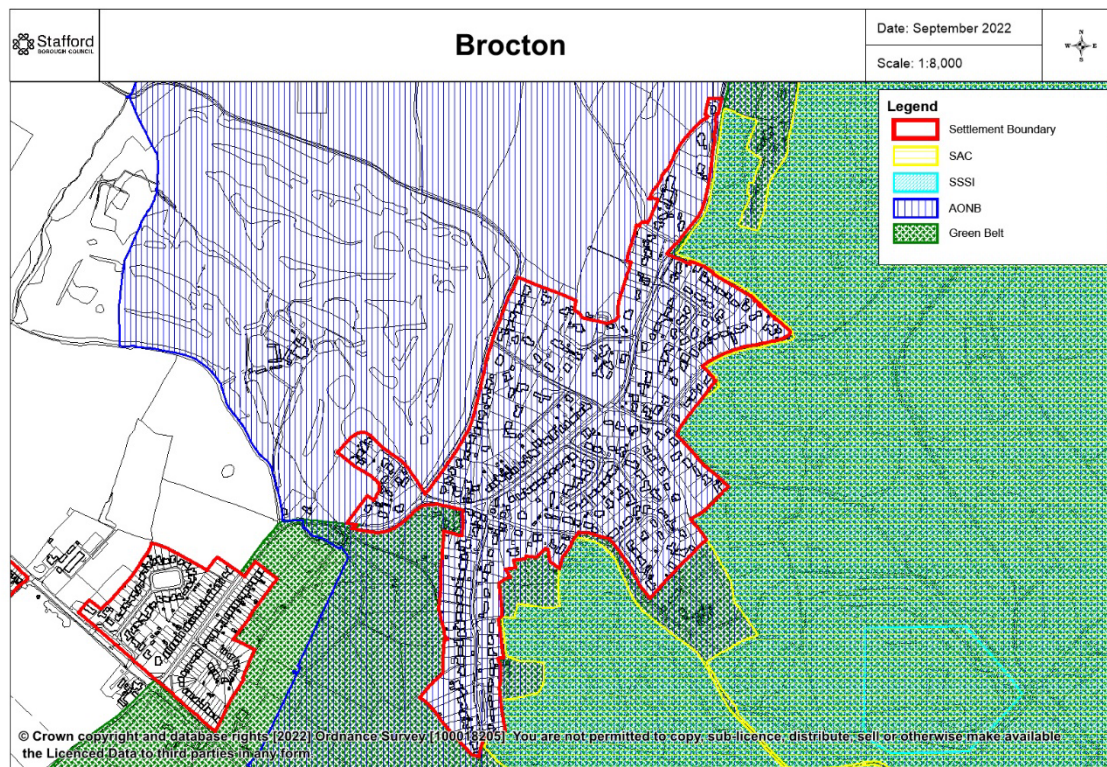 Stafford
BOROUGH COUNCIL
Brocton
Date: September 2022
Scale: 1:8,000
N
W E
S
Legend
Settlement Boundary
SAC
SSSI
AONB
Green Belt
© Crown copyright and database rights [2022] Ordnance Survey [100018205]. You are not permitted to copy, sub-licence, distribute, sell or otherwise make available
the Licenced Data to third parties in any form.